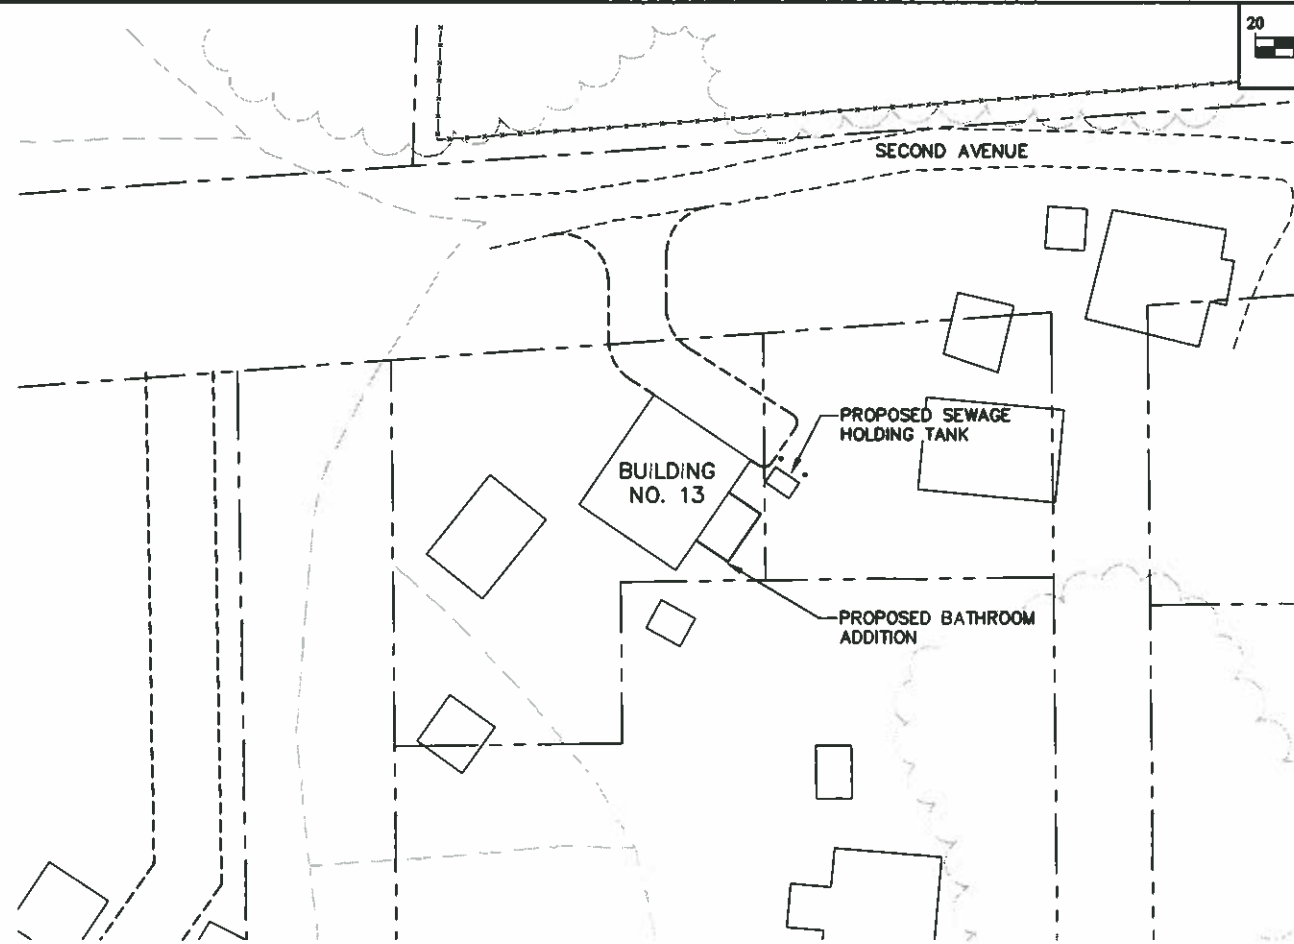 20
SECOND AVENUE
PROPOSED SEWAGE
HOLDING TANK
BUILDING
NO. 13
PROPOSED BATHROOM
ADDITION